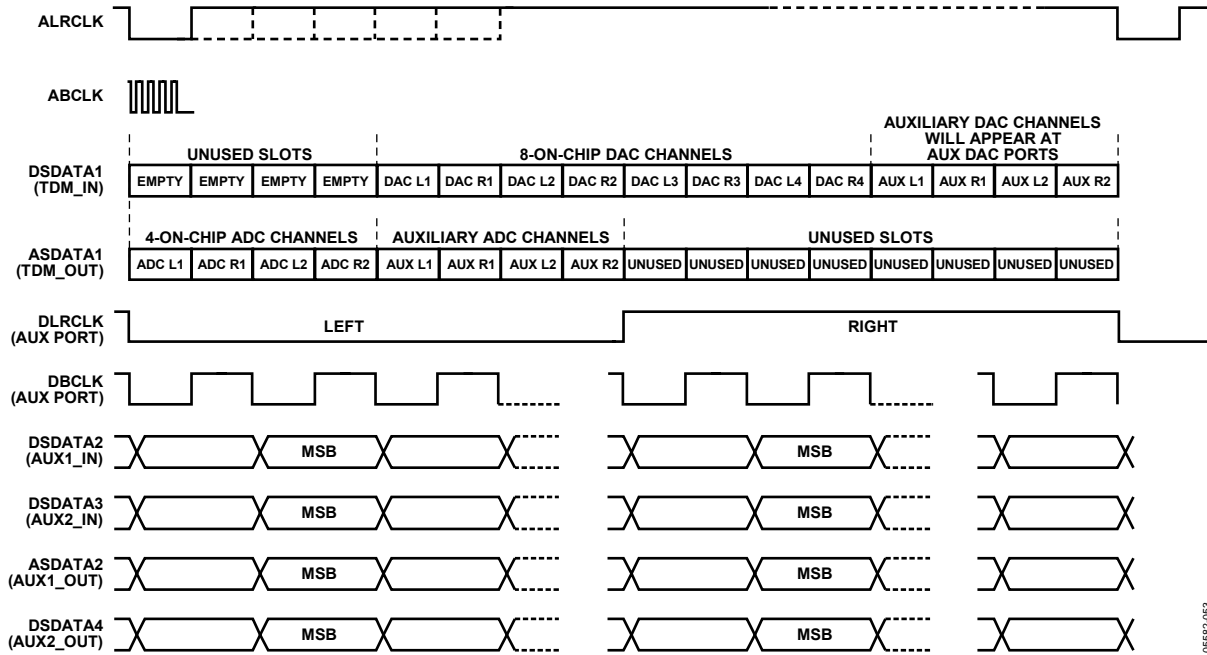 ALRCLK
ABCLK
AUXILIARY DAC CHANNELS
WILL APPEAR AT
AUX DAC PORTS
UNUSED SLOTS
8-ON-CHIP DAC CHANNELS
DSDATA1
(TDM_IN)
EMPTY EMPTY EMPTY EMPTY DAC L1 DAC R1 DAC L2 DAC R2 DAC L3 DAC R3 DAC L4 DAC R4 AUX L1 AUX R1 AUX L2 AUX R2
4-ON-CHIP ADC CHANNELS
AUXILIARY ADC CHANNELS
UNUSED SLOTS
ASDATA1
(TDM_OUT)
ADC L1 ADC R1 ADC L2 ADC R2 AUX L1 AUX R1 AUX L2 AUX R2 UNUSED UNUSED UNUSED UNUSED UNUSED UNUSED UNUSED UNUSED
DLRCLK
(AUX PORT)
LEFT
RIGHT
DBCLK
(AUX PORT)
DSDATA2
(AUX1_IN)
MSB
MSB
DSDATA3
(AUX2_IN)
MSB
MSB
ASDATA2
(AUX1_OUT)
MSB
MSB
DSDATA4
(AUX2_OUT)
MSB
MSB
05582-063